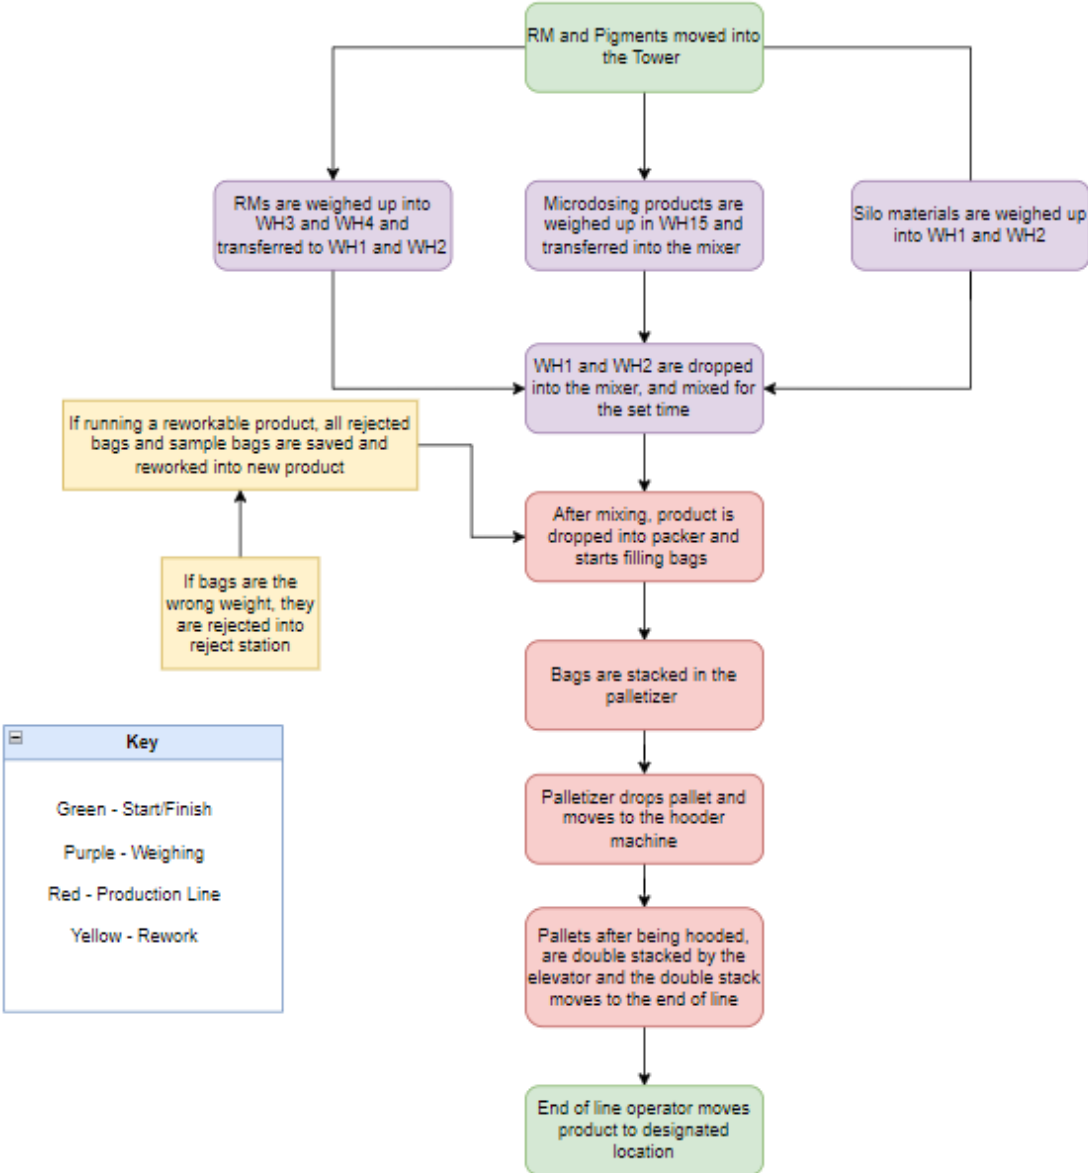 RM and Pigments moved into
the Tower
RMs are weighed up into
WH3 and WH4 and
transferred to WH1 and WH2
Microdosing products are
weighed up in WH15 and
transferred into the mixer
Silo materials are weighed up
into WH1 and WH2
WH1 and WH2 are dropped
into the mixer, and mixed for
the set time
If running a reworkable product, all rejected
bags and sample bags are saved and
reworked into new product
After mixing, product is
dropped into packer and
starts filling bags
If bags are the
wrong weight, they
are rejected into
reject station
Bags are stacked in the
palletizer
Key
Green - Start/Finish
Purple - Weighing
Red - Production Line
Yellow - Rework
Palletizer drops pallet and
moves to the hooder
machine
Pallets after being hooded,
are double stacked by the
elevator and the double stack
moves to the end of line
End of line operator moves
product to designated
location